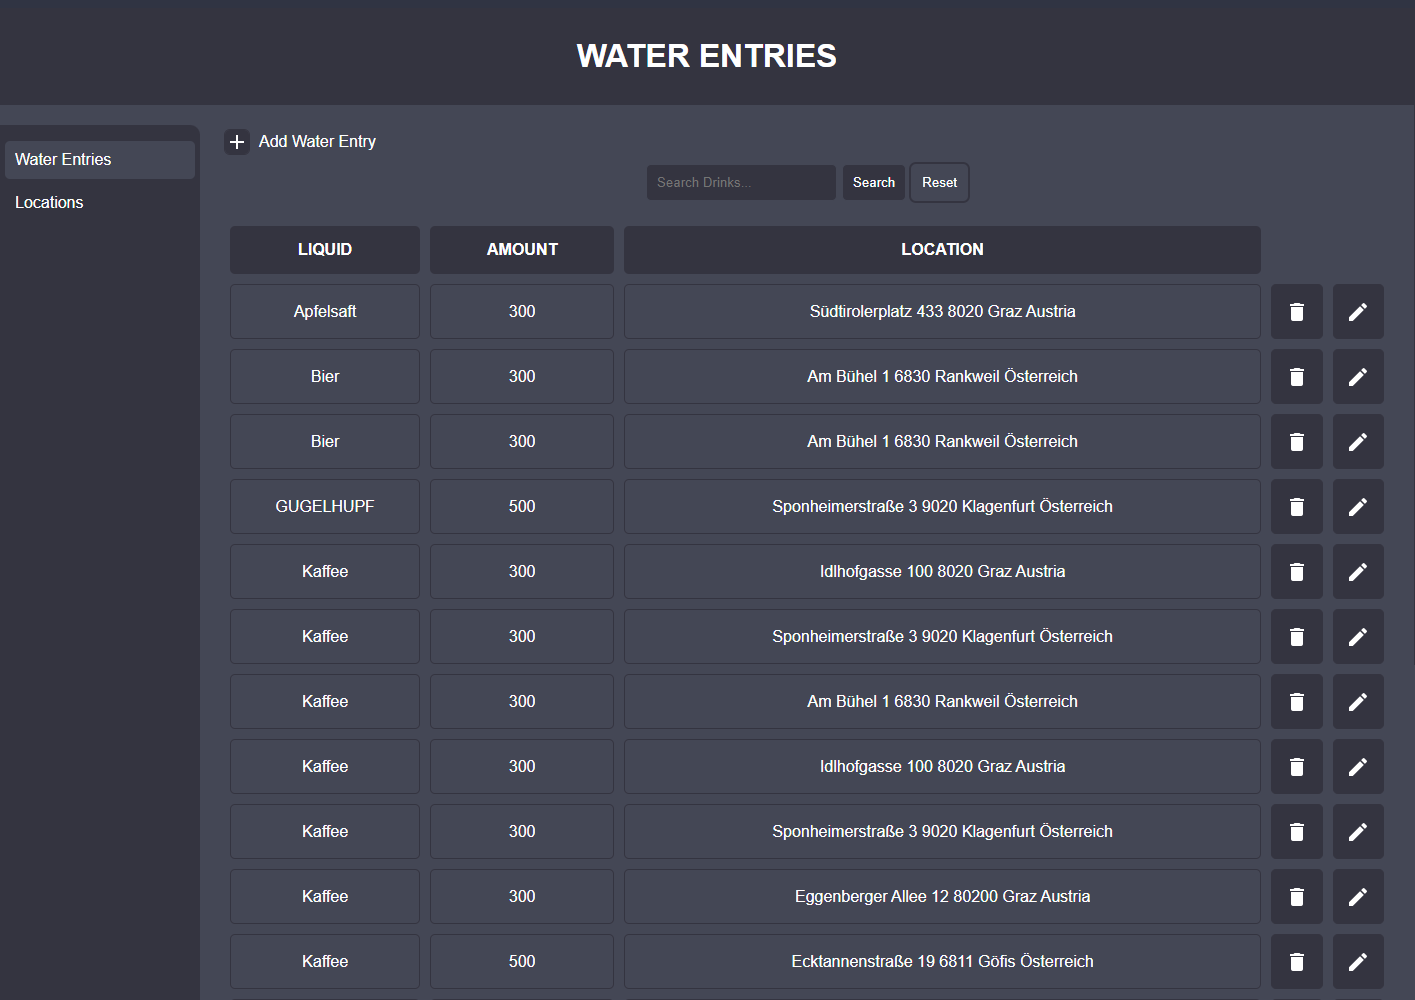 WATER ENTRIES
Water Entries
Locations
Add Water Entry
Search Drinks...
Search
Reset
LIQUID AMOUNT LOCATION
Apfelsaft 300 Südtirolerplatz 433 8020 Graz Austria
Bier 300 Am Bühel 1 6830 Rankweil Österreich
Bier 300 Am Bühel 1 6830 Rankweil Österreich
GUGELHUPF 500 Sponheimerstraße 3 9020 Klagenfurt Österreich
Kaffee 300 Idlhofgasse 100 8020 Graz Austria
Kaffee 300 Sponheimerstraße 3 9020 Klagenfurt Österreich
Kaffee 300 Am Bühel 1 6830 Rankweil Österreich
Kaffee 300 Idlhofgasse 100 8020 Graz Austria
Kaffee 300 Sponheimerstraße 3 9020 Klagenfurt Österreich
Kaffee 300 Eggenberger Allee 12 80200 Graz Austria
Kaffee 500 Ecktannenstraße 19 6811 Göfis Österreich